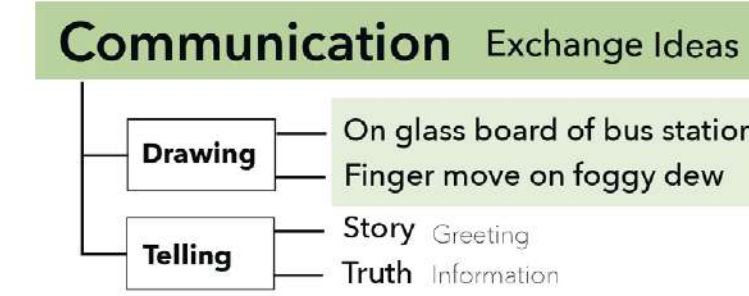 Communication Exchange Ideas
Drawing
On glass board of bus station
Finger move on foggy dew
Telling
Story Greeting
Truth Information